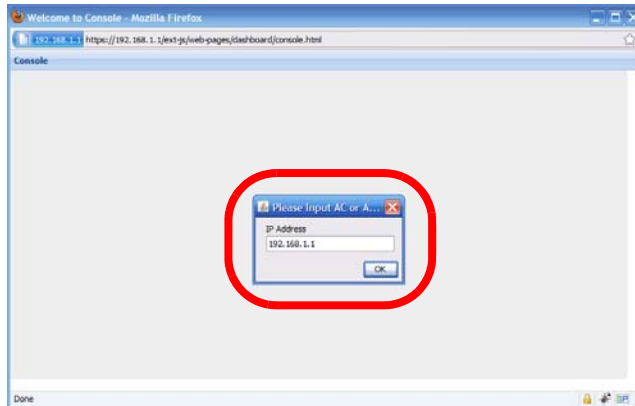 Welcome to Console - Mozilla Firefox
192.168.1.1 https://192.168.1.1/ext-js/web-pages/dashboard/console.html
Console
Please Input AC or A...
IP Address
192.168.1.1
OK
Done